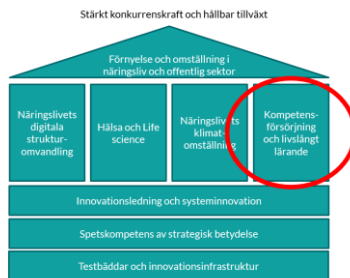 Stärkt konkurrenskraft och hållbar tillväxt
Förnyelse och omställning i
näringsliv och offentlig sektor
Näringslivets
digitala
struktur-
omvandling
Hälsa och Life
science
Näringslivets
klimat-
omställning
Kompetens-
försörjning
och livslångt
lärande
Innovationsledning och systeminnovation
Spetskompetens av strategisk betydelse
Testbäddar och innovationsinfrastruktur